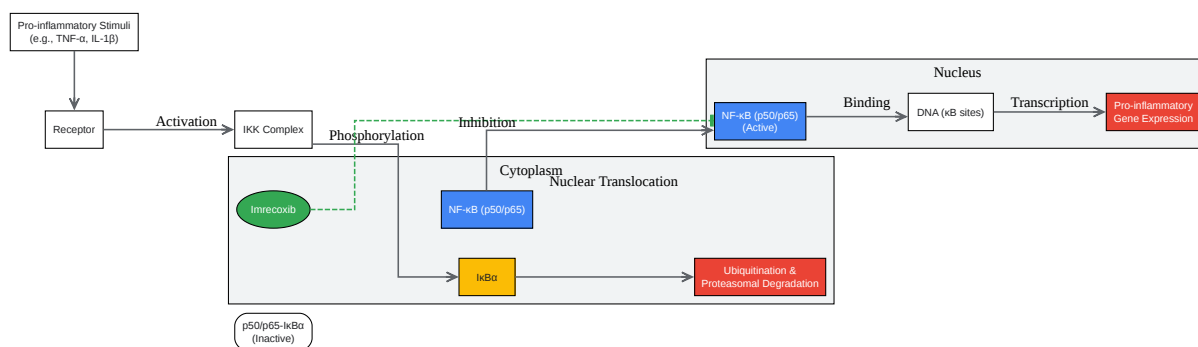 Pro-inflammatory Stimuli
(e.g., TNF-α, IL-1β)
Nucleus
Receptor
Activation
IKK Complex
Phosphorylation
Inhibition
NF-κB (p50/p65)
(Active)
Binding
DNA (κB sites)
Transcription
Pro-inflammatory
Gene Expression
Cytoplasm
Nuclear Translocation
Imrecoxib
NF-κB (p50/p65)
IκBα
Ubiquitination &
Proteasomal Degradation
p50/p65-IκBα
(Inactive)